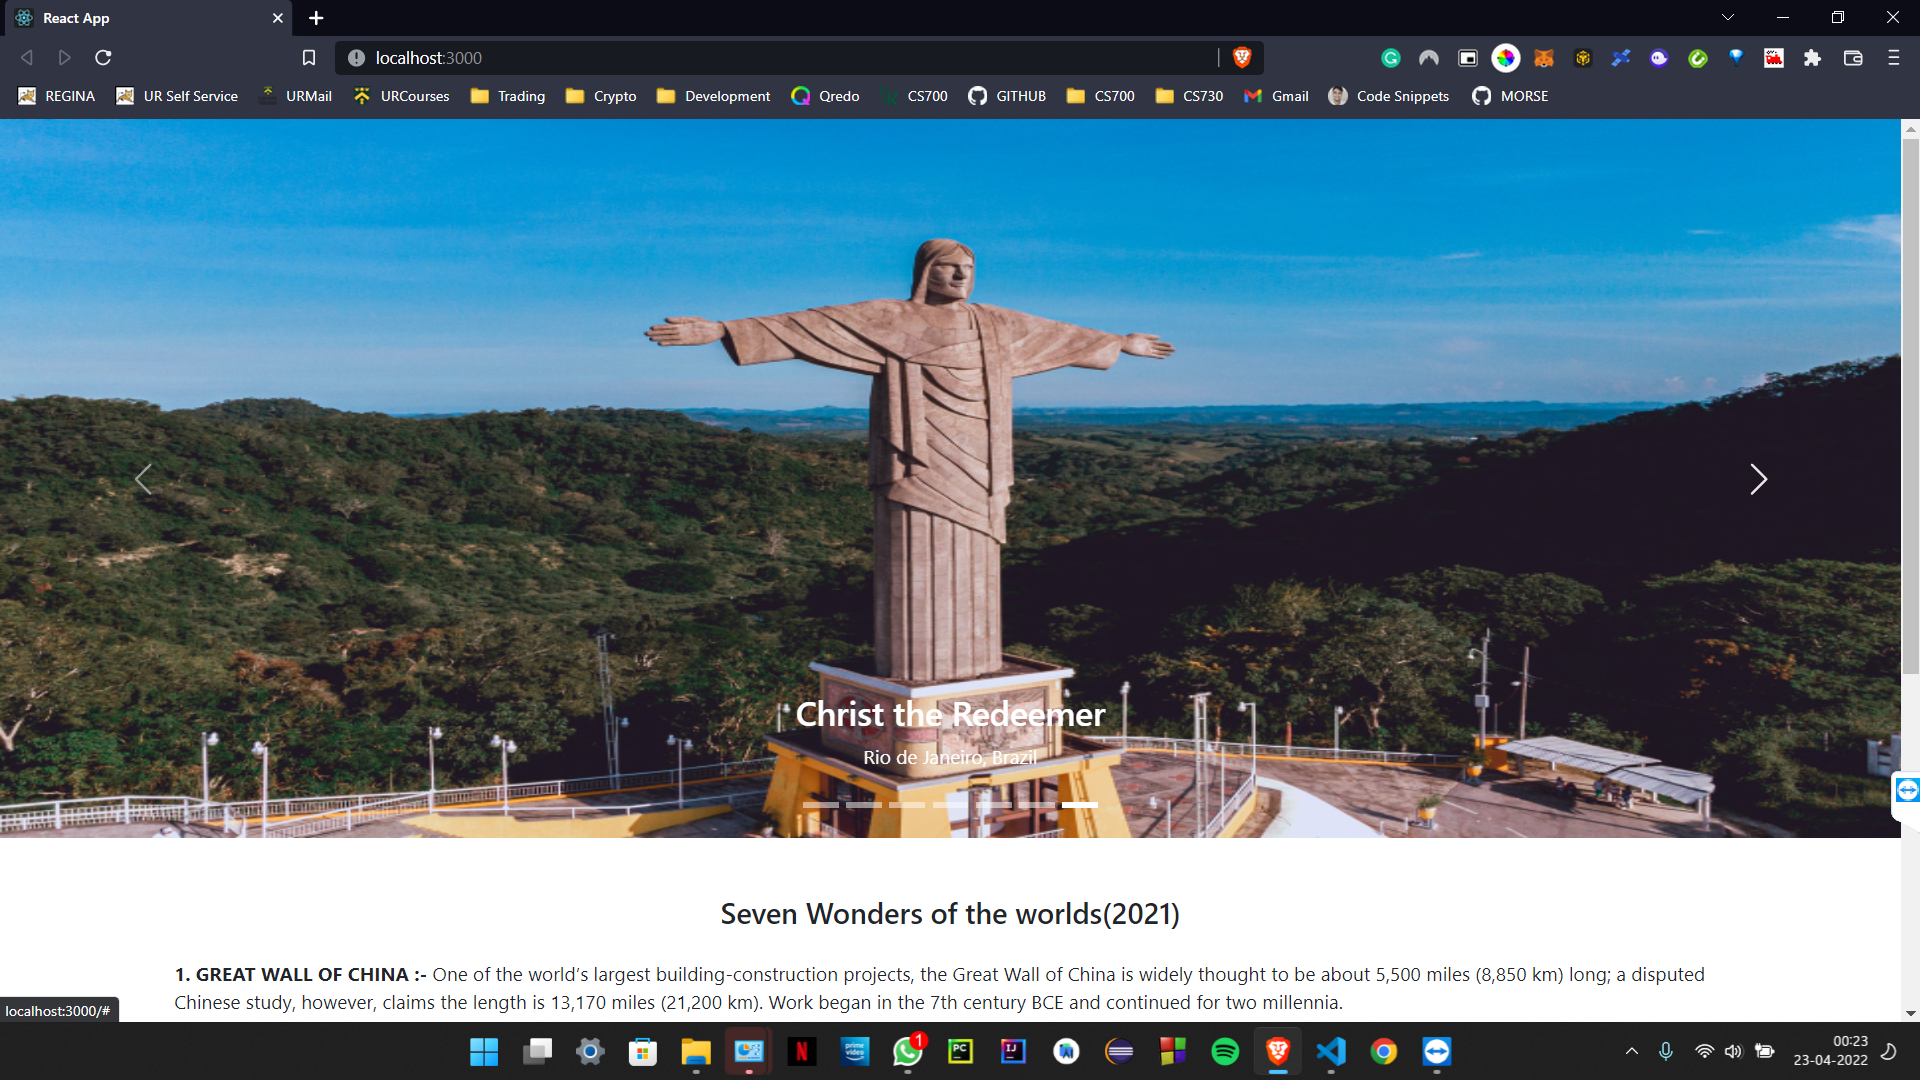 React App
localhost:3000
REGINA UR Self Service URMail URCourses Trading Crypto Development Qredo CS700 GITHUB CS700 CS730 Gmail Code Snippets MORSE
Christ the Redeemer
Rio de Janeiro, Brazil
Seven Wonders of the worlds(2021)
1. GREAT WALL OF CHINA :- One of the world's largest building-construction projects, the Great Wall of China is widely thought to be about 5,500 miles (8,850 km) long; a disputed
Chinese study, however, claims the length is 13,170 miles (21,200 km). Work began in the 7th century BCE and continued for two millennia.
localhost:3000/#
N prime video 1 PC IJ
00:23
23-04-2022